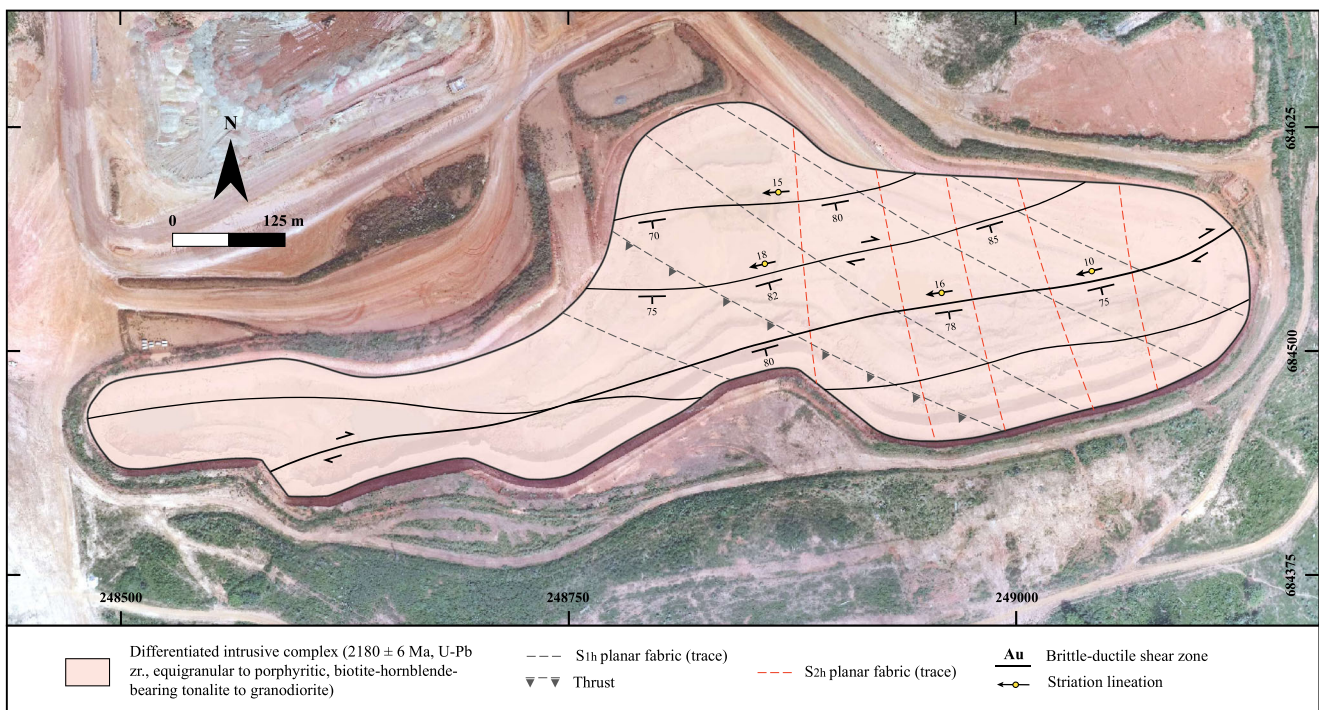 N
0
125 m
15
80
70
18
82
75
85
10
16
75
78
80
684625
684500
684375
248500
248750
249000
Differentiated intrusive complex (2180 ± 6 Ma, U-Pb
zr., equigranular to porphyritic, biotite-hornblende-
bearing tonalite to granodiorite)
S1h planar fabric (trace)
Thrust
S2h planar fabric (trace)
Au
Brittle-ductile shear zone
Striation lineation